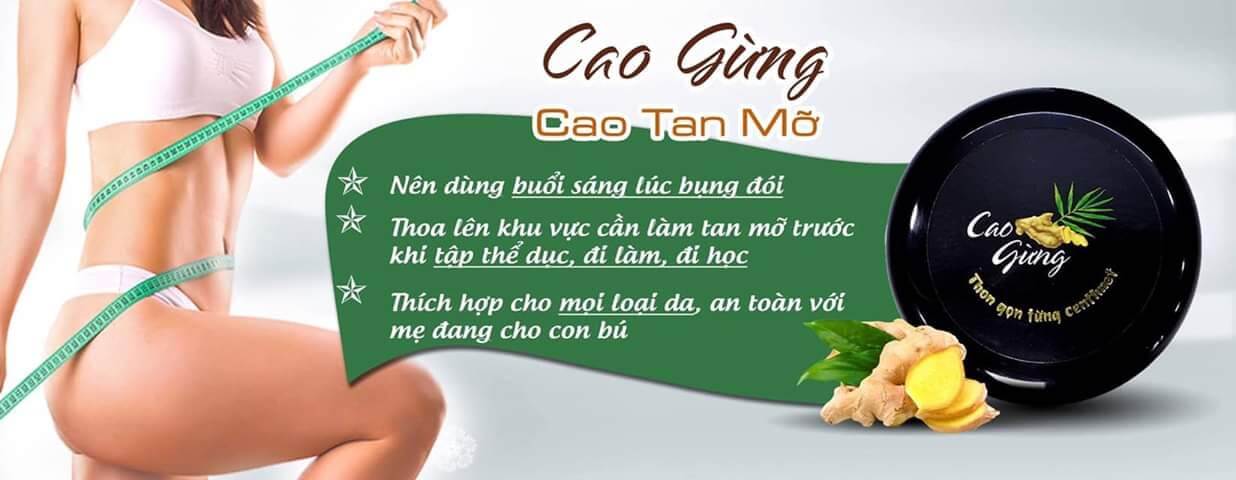 Cao Gừng
Cao Tan Mỡ
Nên dùng buổi sáng lúc bụng đói
Thoa lên khu vực cần làm tan mỡ trước
khi tập thể dục, đi làm, đi học
Thích hợp cho mọi loại da, an toàn với
mẹ đang cho con bú
Cao
Gừng
Thon gọn từng centimet